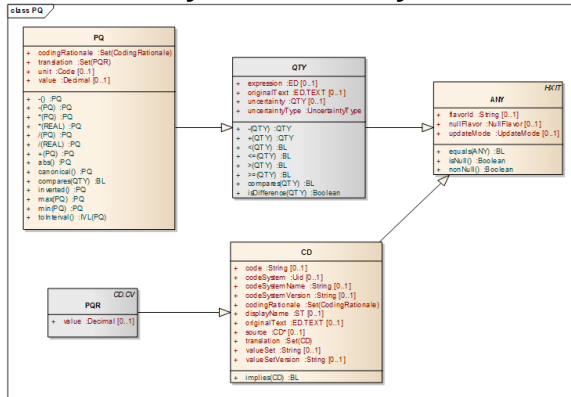 class PQ
PQ
+ codingRationale :Set(CodingRationale)
+ translation :Set(PQR)
+ unit :Code [0..1]
+ value :Decimal [0..1]
+ -() :PQ
+ -(PQ) :PQ
+ *(PQ) :PQ
+ *(REAL) :PQ
+ /(PQ) :PQ
+ /(REAL) :PQ
+ +(PQ) :PQ
+ abs() :PQ
+ canonical() :PQ
+ compares(QTY) :BL
+ inverted() :PQ
+ max(PQ) :PQ
+ min(PQ) :PQ
+ toInterval() :IVL(PQ)
QTY
+ expression :ED [0..1]
+ originalText :ED.TEXT [0..1]
+ uncertainty :QTY [0..1]
+ uncertaintyType :UncertaintyType
+ -(QTY) :QTY
+ +(QTY) :QTY
+ <(QTY) :BL
+ <=(QTY) :BL
+ >(QTY) :BL
+ >=(QTY) :BL
+ compares(QTY) :BL
+ isDifference(QTY) :Boolean
HXIT
ANY
+ flavorId :String [0..1]
+ nullFlavor :NullFlavor [0..1]
+ updateMode :UpdateMode [0..1]
+ equals(ANY) :BL
+ isNull() :Boolean
+ nonNull() :Boolean
CD.CV
PQR
+ value :Decimal [0..1]
CD
+ code :String [0..1]
+ codeSystem :Uid [0..1]
+ codeSystemName :String [0..1]
+ codeSystemVersion :String [0..1]
+ codingRationale :Set(CodingRationale)
+ displayName :ST [0..1]
+ originalText :ED.TEXT [0..1]
+ source :CD* [0..1]
+ translation :Set(CD)
+ valueSet :String [0..1]
+ valueSetVersion :String [0..1]
+ implies(CD) :BL